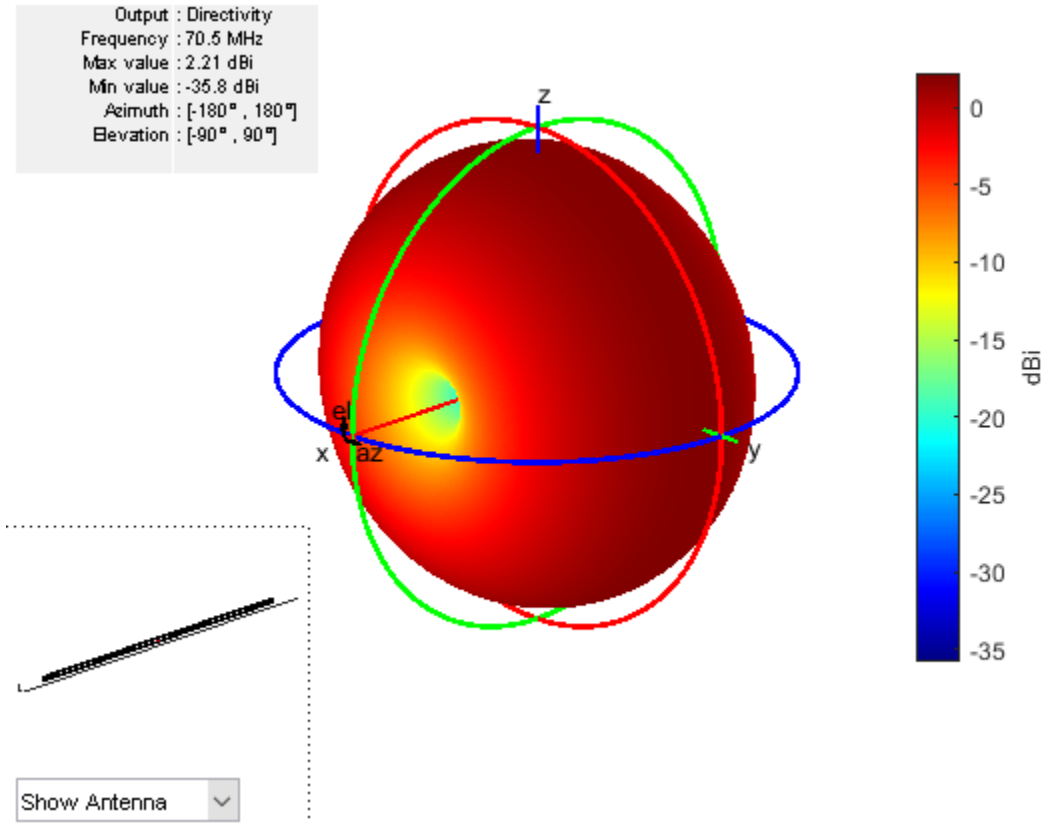 Output : Directivity
Frequency : 70.5 MHz
Max value : 2.21 dBi
Min value : -35.8 dBi
Azimuth : [-180° , 180°]
Elevation : [-90° , 90°]
z
el
x
az
y
0
-5
-10
-15
-20
-25
-30
-35
dBi
Show Antenna